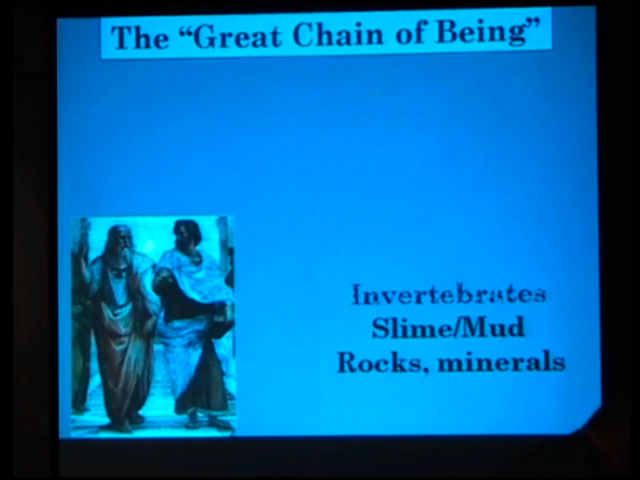 The “Great Chain of Being”
Invertebrates
Slime/Mud
Rocks, minerals